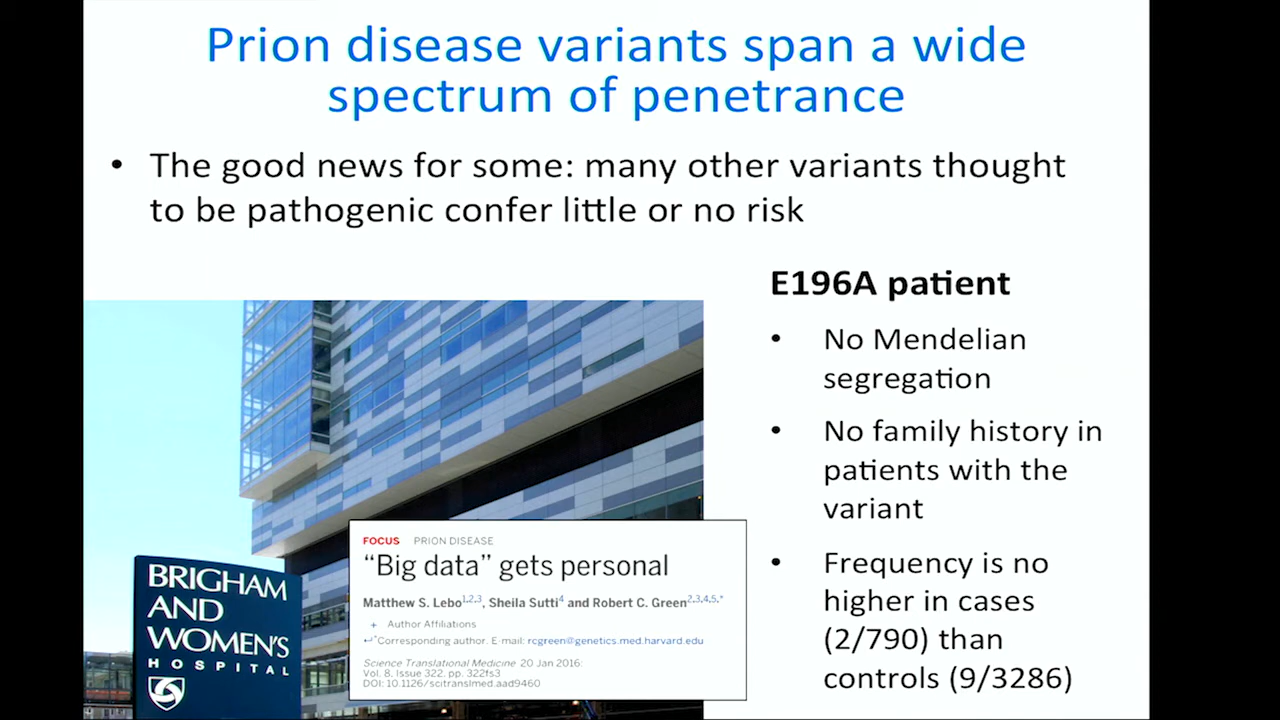 Prion disease variants span a wide
spectrum of penetrance
• The good news for some: many other variants thought
to be pathogenic confer little or no risk
E196A patient
• No Mendelian
segregation
• No family history in
patients with the
variant
• Frequency is no
higher in cases
(2/790) than
controls (9/3286)
BRIGHAM
AND
WOMEN'S
HOSPITAL
FOCUS PRION DISEASE
“Big data” gets personal
Matthew S. Lebo1,2,3, Sheila Sutti4 and Robert C. Green2,3,4,5,*
+ Author Affiliations
↩*Corresponding author. E-mail: rcgreen@genetics.med.harvard.edu
Science Translational Medicine 20 Jan 2016:
Vol. 8, Issue 322, pp. 322fs3
DOI: 10.1126/scitranslmed.aad9460